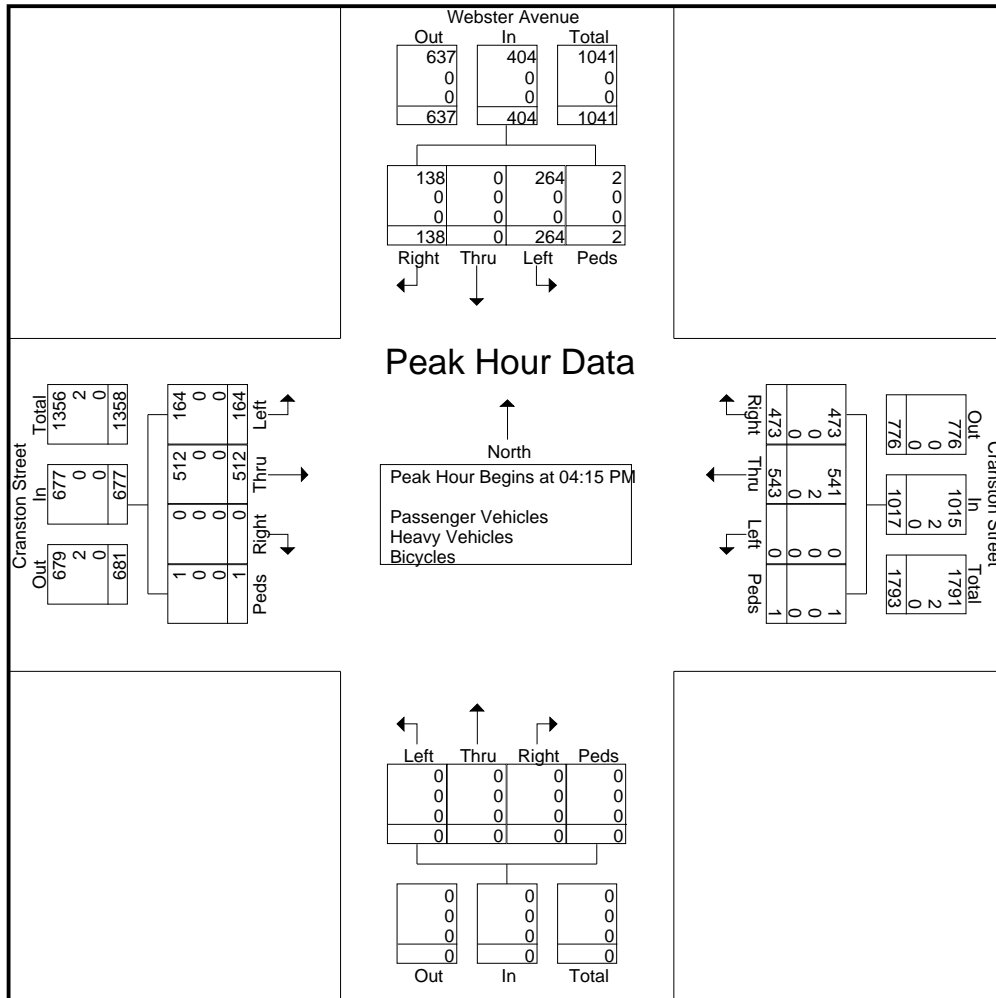 Webster Avenue
Out In Total
637 404 1041
0 0 0
0 0 0
637 404 1041
138 0 264 2
0 0 0 0
0 0 0 0
138 0 264 2
Right Thru Left Peds
Peak Hour Data
North
Peak Hour Begins at 04:15 PM
Passenger Vehicles
Heavy Vehicles
Bicycles
Cranston Street
Out In Total
679 677 1356
2 0 2
0 0 0
681 677 1358
Peds Right Thru Left
1 0 512 164
0 0 0 0
0 0 0 0
1 0 512 164
Cranston Street
Out In Total
776 1015 1791
0 2 2
0 0 0
776 1017 1793
473 541 0 1
0 2 0 0
0 0 0 0
473 543 0 1
Right Thru Left Peds
Left Thru Right Peds
0 0 0 0
0 0 0 0
0 0 0 0
0 0 0 0
0 0 0
0 0 0
0 0 0
0 0 0
Out In Total